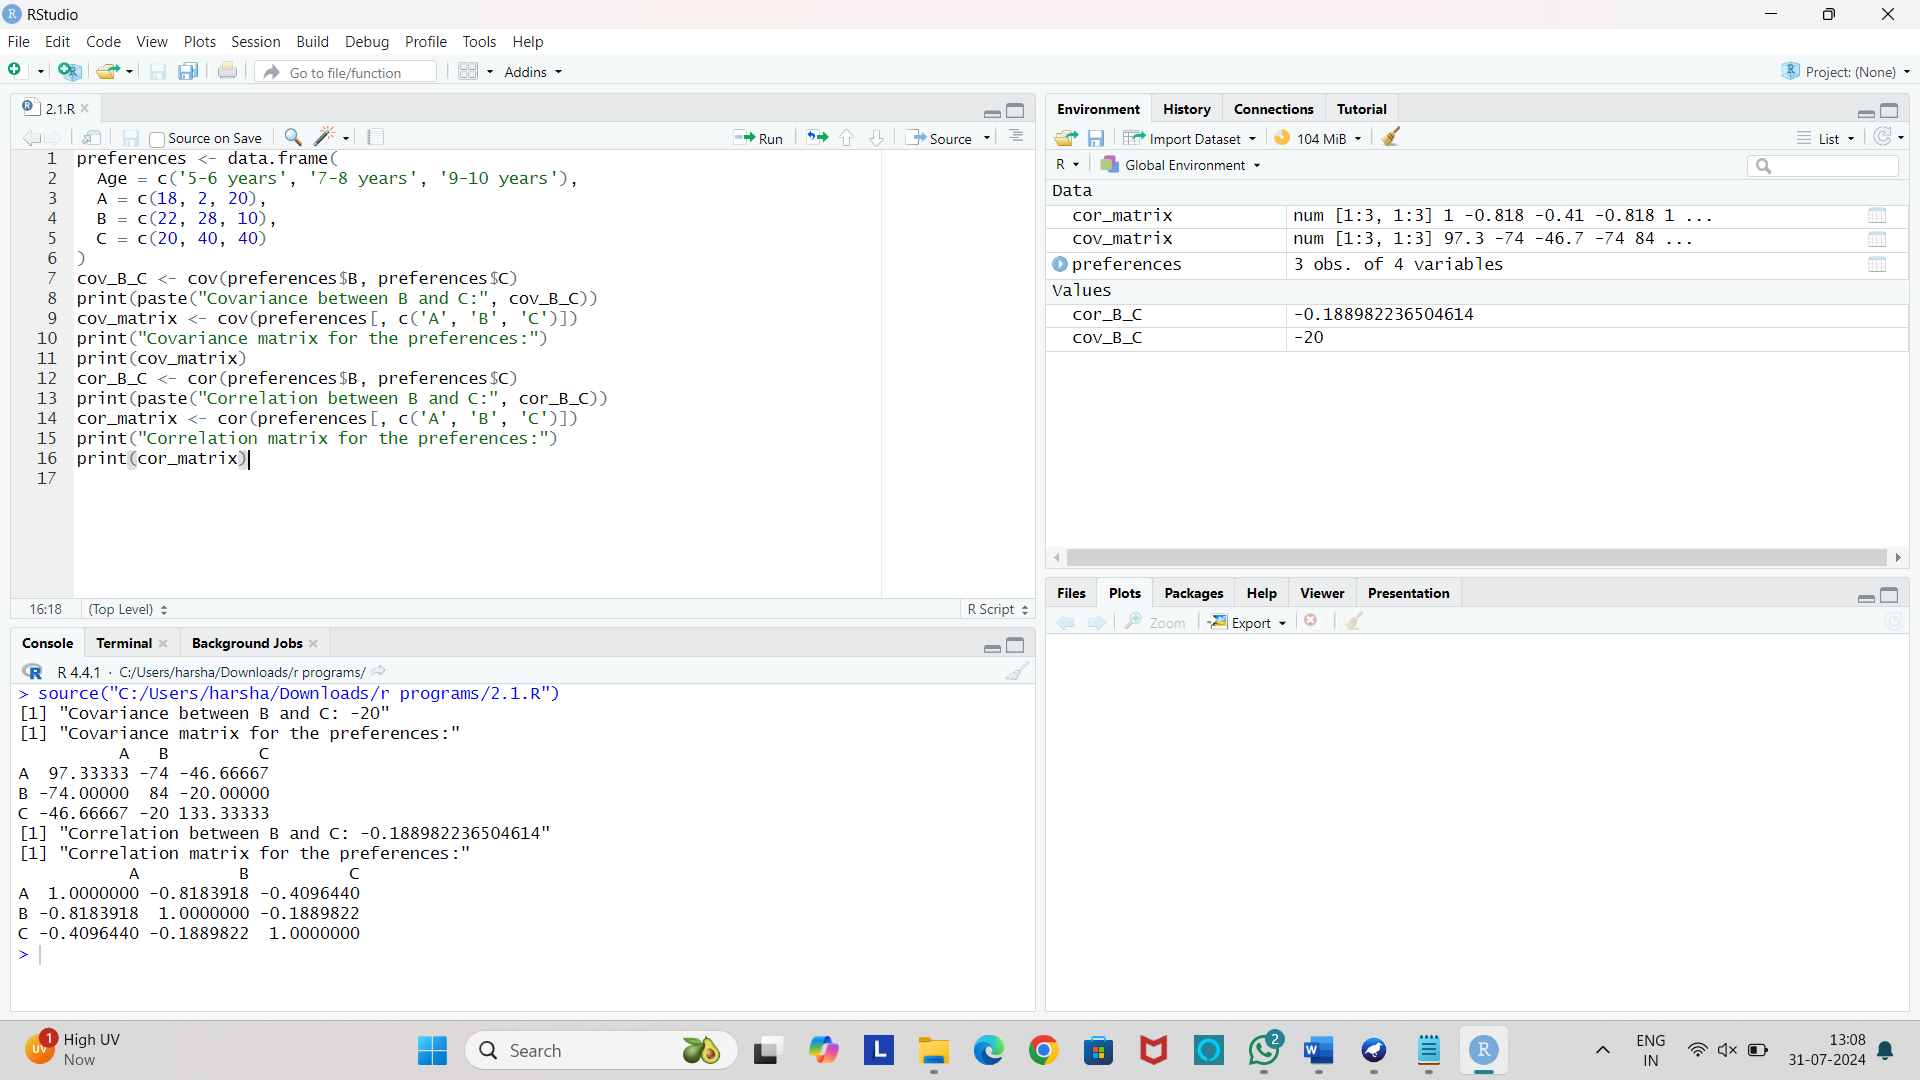 RStudio
File Edit Code View Plots Session Build Debug Profile Tools Help
Go to file/function Addins Project: (None)
2.1.R
Source on Save Run Source
1 preferences <- data.frame(
2 Age = c('5-6 years', '7-8 years', '9-10 years'),
3 A = c(18, 2, 20),
4 B = c(22, 28, 10),
5 C = c(20, 40, 40)
6 )
7 cov_B_C <- cov(preferences$B, preferences$C)
8 print(paste("Covariance between B and C:", cov_B_C))
9 cov_matrix <- cov(preferences[, c('A', 'B', 'C')])
10 print("Covariance matrix for the preferences:")
11 print(cov_matrix)
12 cor_B_C <- cor(preferences$B, preferences$C)
13 print(paste("Correlation between B and C:", cor_B_C))
14 cor_matrix <- cor(preferences[, c('A', 'B', 'C')])
15 print("Correlation matrix for the preferences:")
16 print(cor_matrix)
17
16:18 (Top Level) R Script
Console Terminal Background Jobs
R R 4.4.1 · C:/Users/harsha/Downloads/r programs/
> source("C:/Users/harsha/Downloads/r programs/2.1.R")
[1] "Covariance between B and C: -20"
[1] "Covariance matrix for the preferences:"
A B C
A 97.33333 -74 -46.66667
B -74.00000 84 -20.00000
C -46.66667 -20 133.33333
[1] "Correlation between B and C: -0.188982236504614"
[1] "Correlation matrix for the preferences:"
A B C
A 1.0000000 -0.8183918 -0.4096440
B -0.8183918 1.0000000 -0.1889822
C -0.4096440 -0.1889822 1.0000000
>
Environment History Connections Tutorial
Import Dataset 104 MiB List
R Global Environment
Data
cor_matrix num [1:3, 1:3] 1 -0.818 -0.41 -0.818 1 ...
cov_matrix num [1:3, 1:3] 97.3 -74 -46.7 -74 84 ...
preferences 3 obs. of 4 variables
Values
cor_B_C -0.188982236504614
cov_B_C -20
Files Plots Packages Help Viewer Presentation
Zoom Export
UV 1 High UV
Now
Search L 2 W R
ENG
IN
13:08
31-07-2024